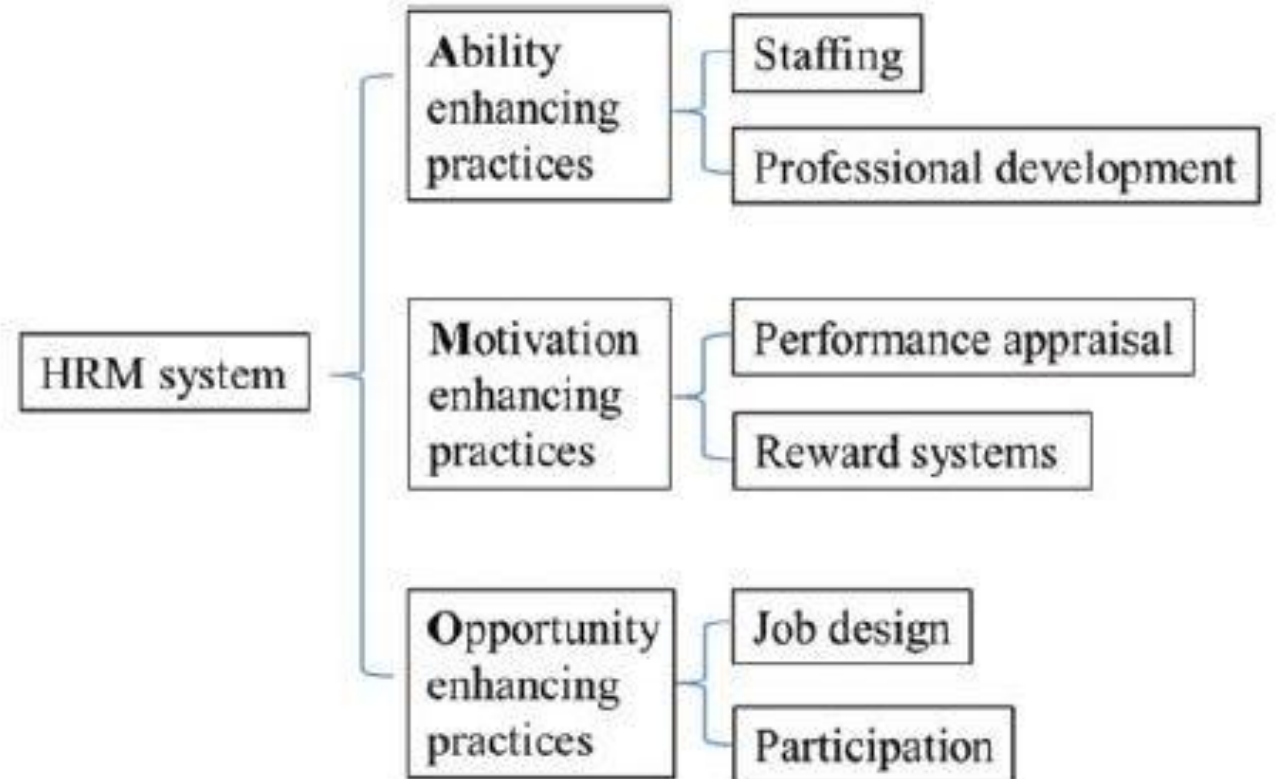 HRM system
Ability
enhancing
practices
Staffing
Professional development
Motivation
enhancing
practices
Performance appraisal
Reward systems
Opportunity
enhancing
practices
Job design
Participation